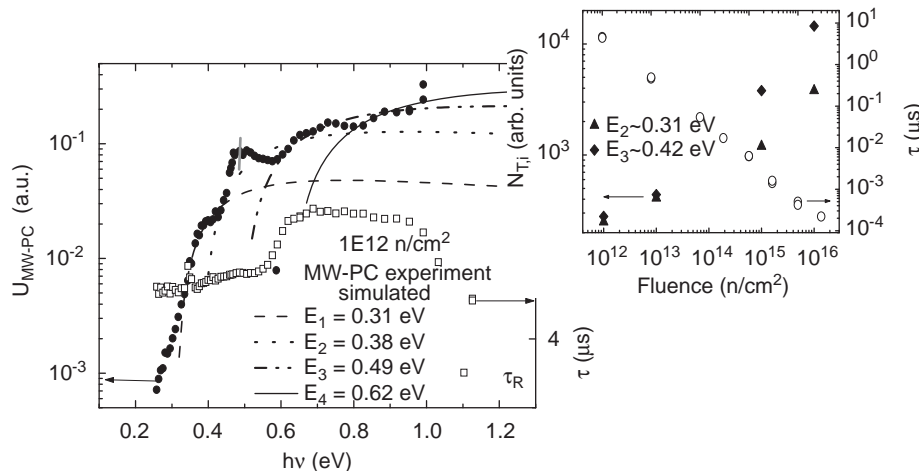 U_MW-PC (a.u.)
10⁻¹
10⁻²
10⁻³
0.2 0.4 0.6 0.8 1.0 1.2
hν (eV)
1E12 n/cm²
MW-PC experiment
simulated
E₁ = 0.31 eV
E₂ = 0.38 eV
E₃ = 0.49 eV
E₄ = 0.62 eV
τ_R
4
τ (μs)
N_T,i (arb. units)
10⁴
10³
E₂~0.31 eV
E₃~0.42 eV
10¹² 10¹³ 10¹⁴ 10¹⁵ 10¹⁶
Fluence (n/cm²)
10¹
10⁰
10⁻¹
10⁻²
10⁻³
10⁻⁴
τ (μs)